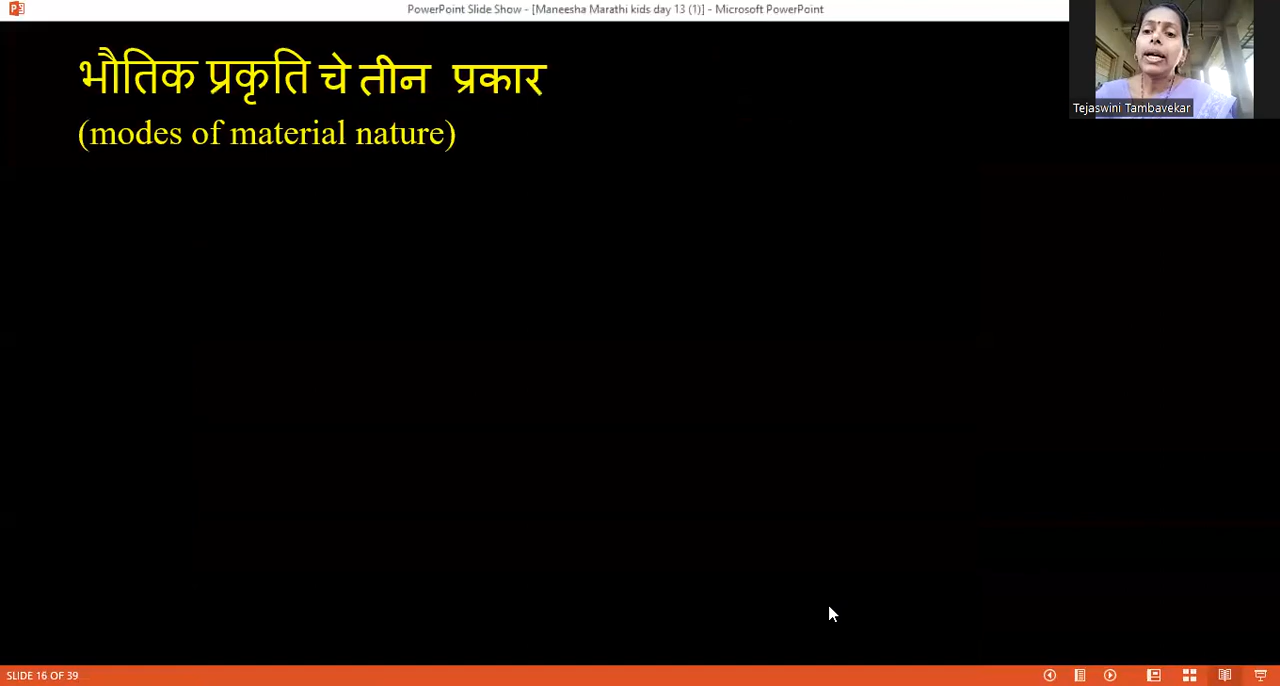 PowerPoint Slide Show - [Maneesha Marathi kids day 13 (1)] - Microsoft PowerPoint
भौतिक प्रकृति चे तीन प्रकार
(modes of material nature)
Tejaswini Tambavekar
SLIDE 16 OF 39